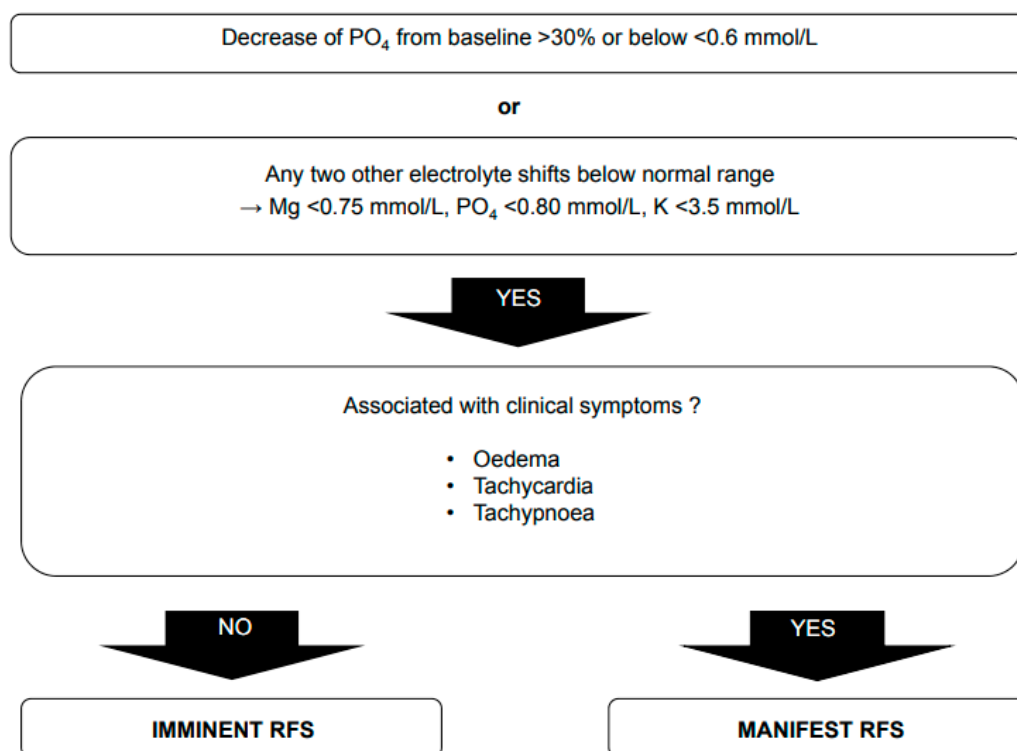 Decrease of PO₄ from baseline >30% or below <0.6 mmol/L
or
Any two other electrolyte shifts below normal range
→ Mg <0.75 mmol/L, PO₄ <0.80 mmol/L, K <3.5 mmol/L
YES
Associated with clinical symptoms ?
• Oedema
• Tachycardia
• Tachypnoea
NO
YES
IMMINENT RFS
MANIFEST RFS